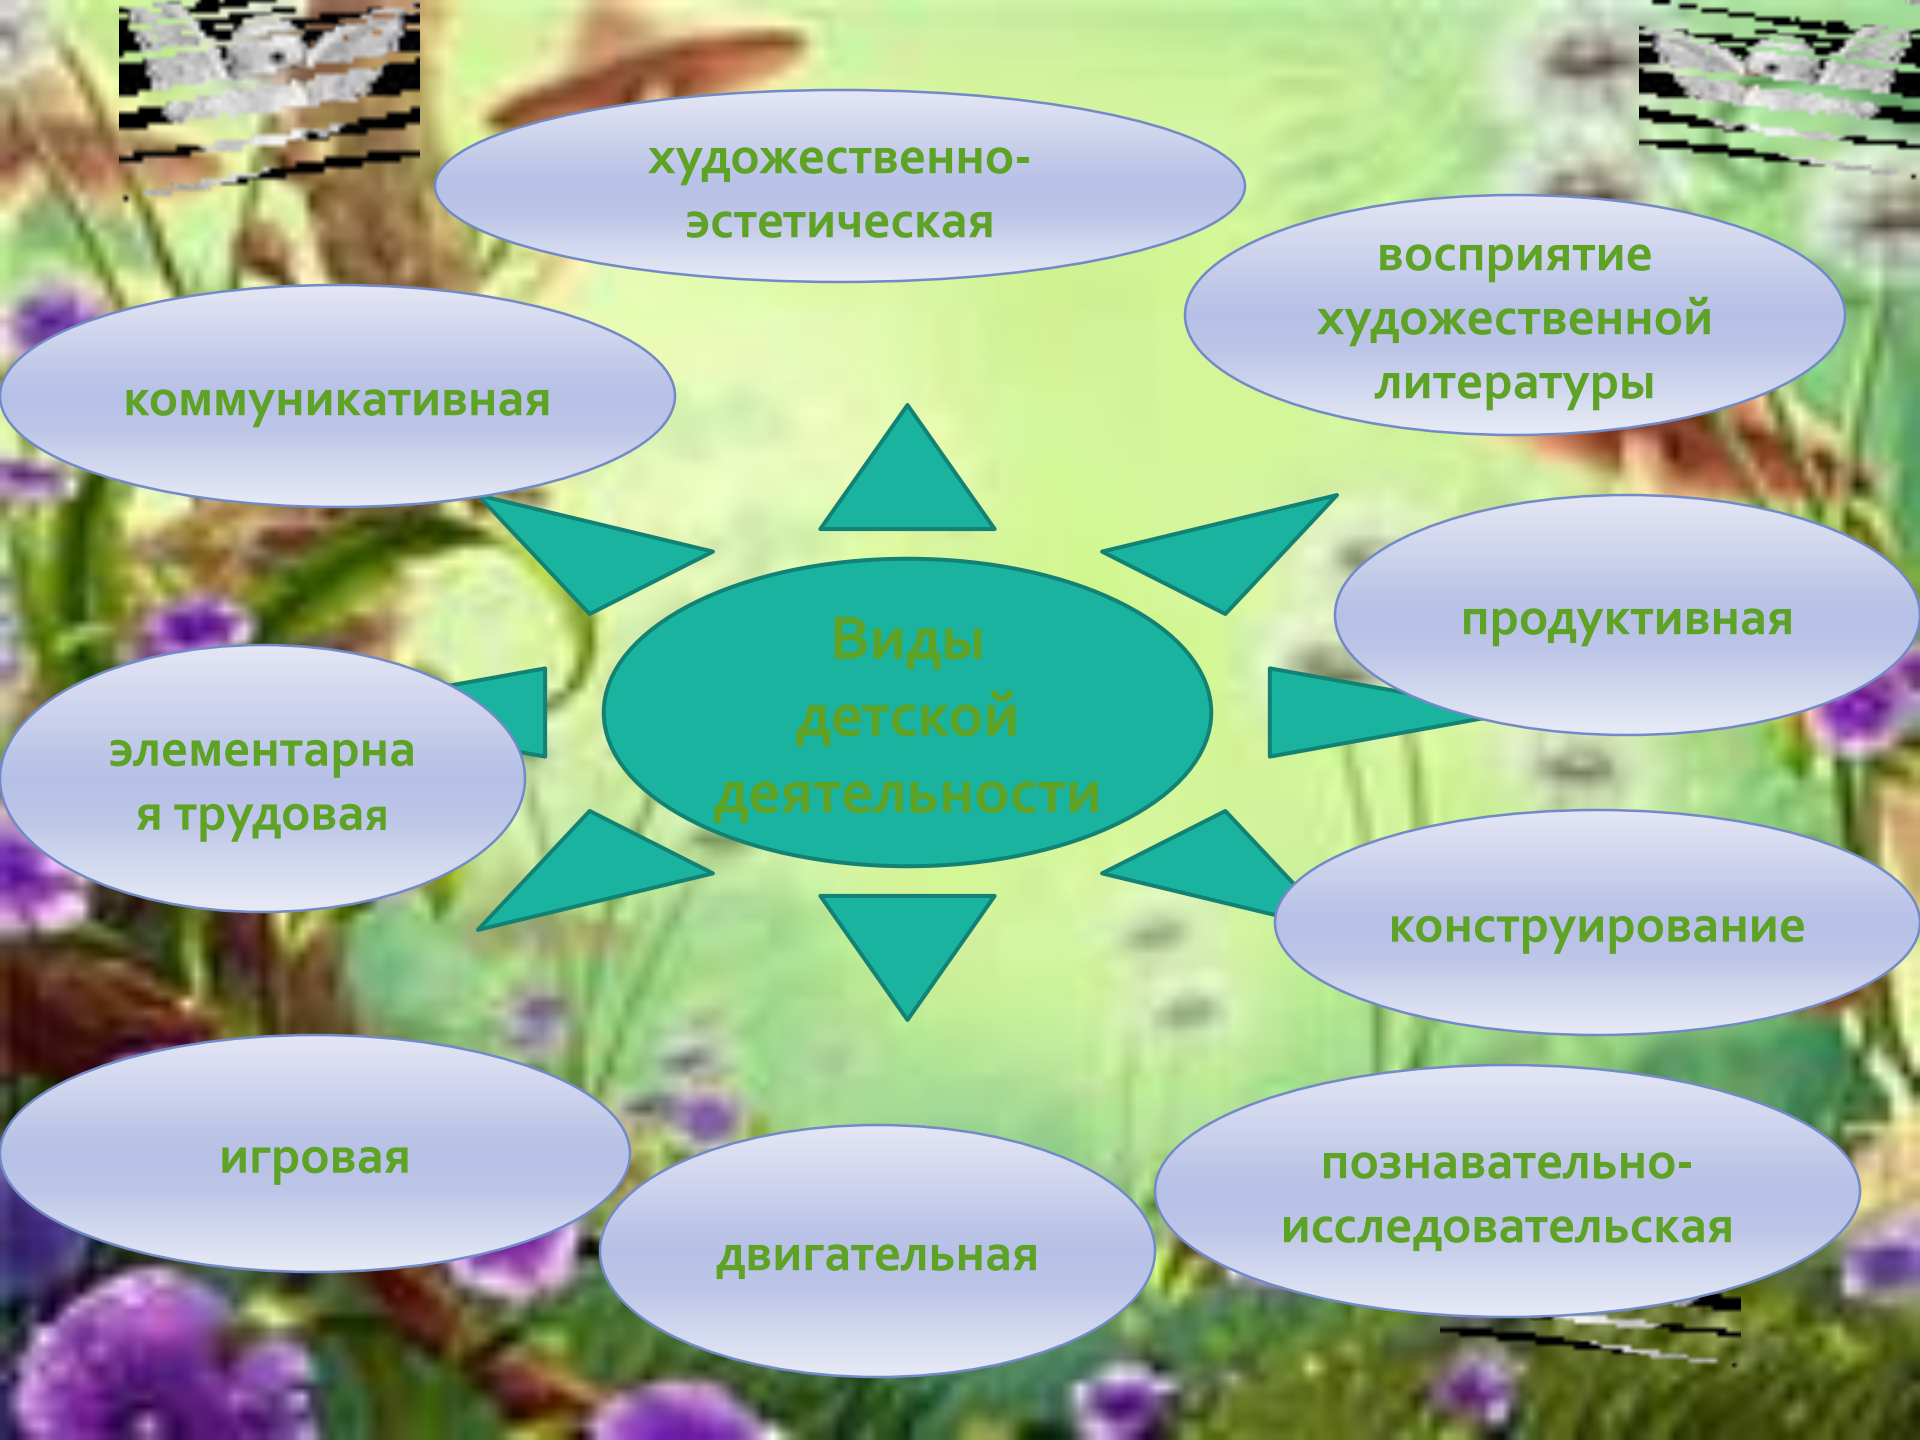 художественно-
эстетическая
восприятие
художественной
литературы
коммуникативная
продуктивная
Виды
детской
деятельности
элементарна
я трудовая
конструирование
игровая
двигательная
познавательно-
исследовательская